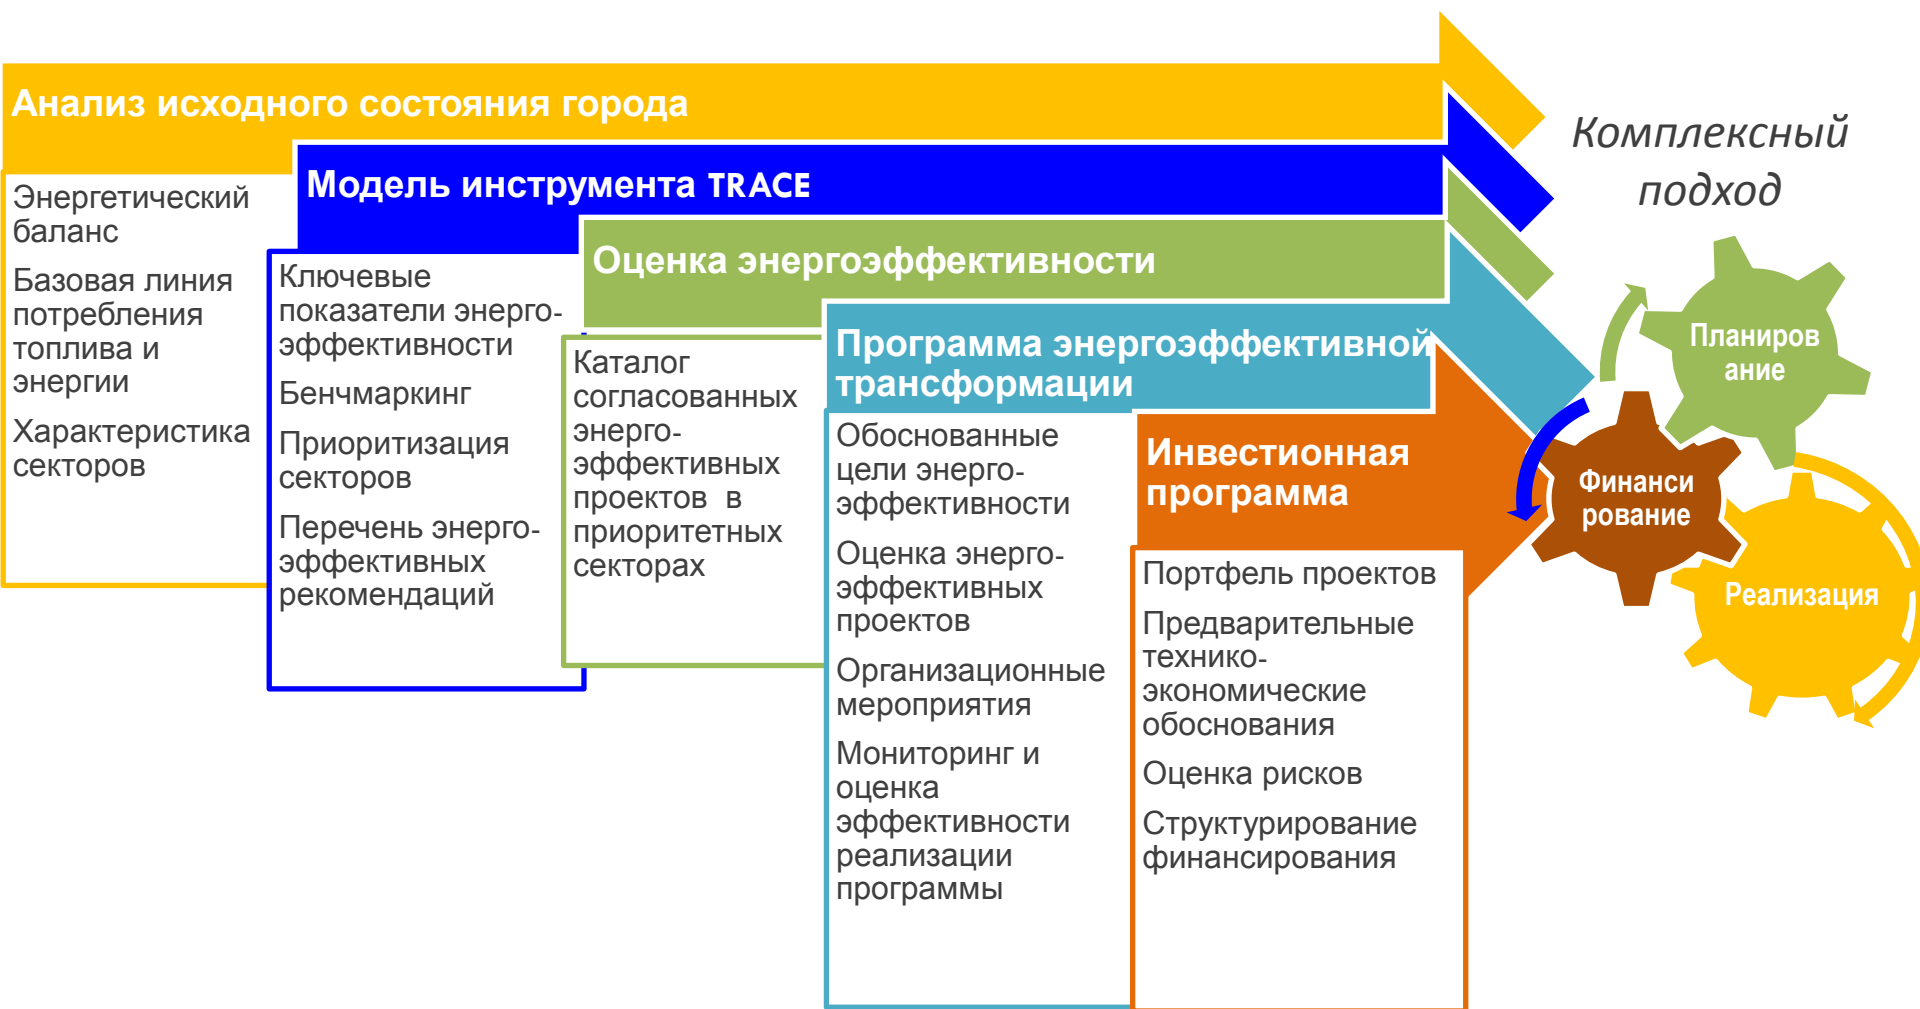 Анализ исходного состояния города
Энергетический
баланс
Базовая линия
потребления
топлива и
энергии
Характеристика
секторов
Модель инструмента TRACE
Ключевые
показатели энерго-
эффективности
Бенчмаркинг
Приоритизация
секторов
Перечень энерго-
эффективных
рекомендаций
Оценка энергоэффективности
Каталог
согласованных
энерго-
эффективных
проектов в
приоритетных
секторах
Программа энергоэффективной
трансформации
Обоснованные
цели энерго-
эффективности
Оценка энерго-
эффективных
проектов
Организационные
мероприятия
Мониторинг и
оценка
эффективности
реализации
программы
Инвестионная
программа
Портфель проектов
Предварительные
технико-
экономические
обоснования
Оценка рисков
Структурирование
финансирования
Комплексный
подход
Планиров
ание
Финанси
рование
Реализация